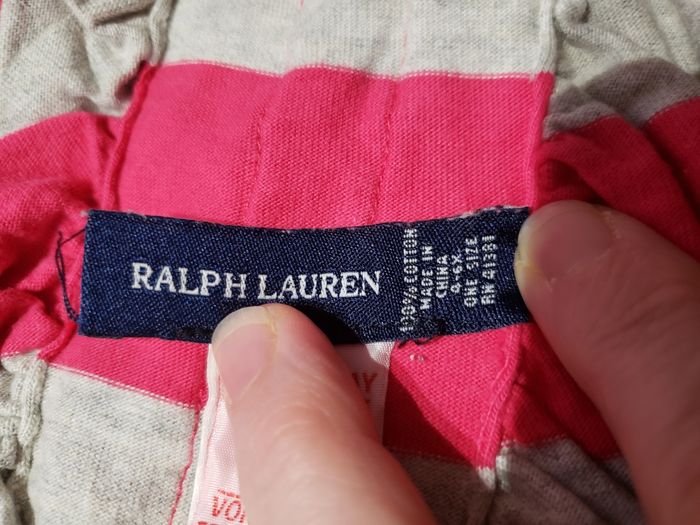 RALPH LAUREN
100% COTTON
MADE IN
CHINA
4-6X
ONE SIZE
RN 41381